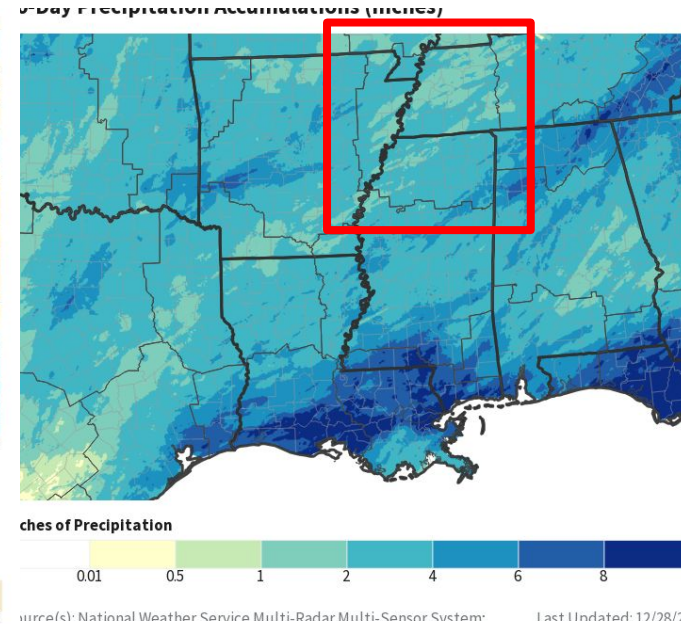 -Day Precipitation Accumulations (Inches)
ches of Precipitation
0.01 0.5 1 2 4 6 8
urce(s): National Weather Service Multi-Radar Multi-Sensor System; Last Updated: 12/28/2